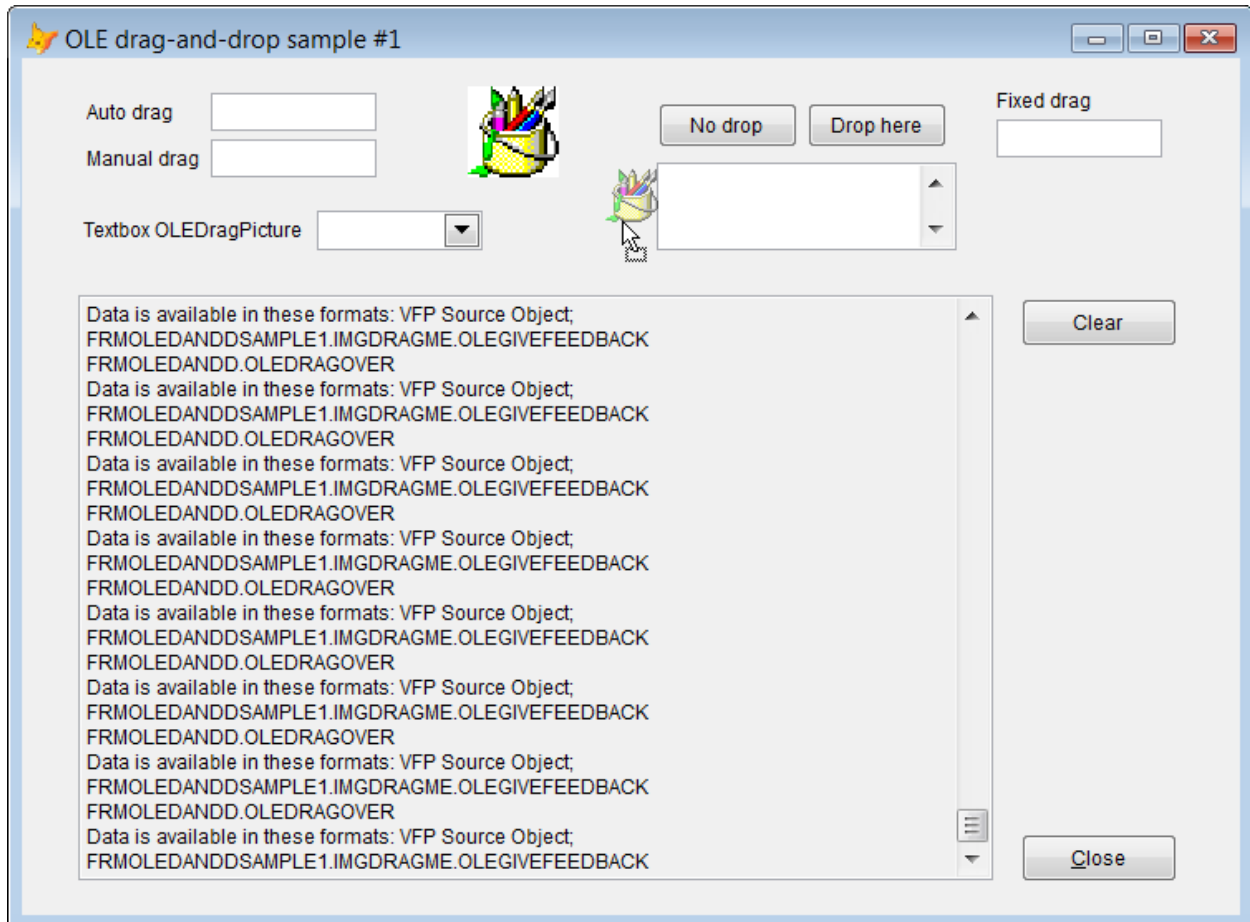 OLE drag-and-drop sample #1
Auto drag
Manual drag
Textbox OLEDragPicture
No drop
Drop here
Fixed drag
Data is available in these formats: VFP Source Object;
FRMOLEDANDDSAMPLE1.IMGDRAGME.OLEGIVEFEEDBACK
FRMOLEDANDD.OLEDRAGOVER
Data is available in these formats: VFP Source Object;
FRMOLEDANDDSAMPLE1.IMGDRAGME.OLEGIVEFEEDBACK
FRMOLEDANDD.OLEDRAGOVER
Data is available in these formats: VFP Source Object;
FRMOLEDANDDSAMPLE1.IMGDRAGME.OLEGIVEFEEDBACK
FRMOLEDANDD.OLEDRAGOVER
Data is available in these formats: VFP Source Object;
FRMOLEDANDDSAMPLE1.IMGDRAGME.OLEGIVEFEEDBACK
FRMOLEDANDD.OLEDRAGOVER
Data is available in these formats: VFP Source Object;
FRMOLEDANDDSAMPLE1.IMGDRAGME.OLEGIVEFEEDBACK
FRMOLEDANDD.OLEDRAGOVER
Data is available in these formats: VFP Source Object;
FRMOLEDANDDSAMPLE1.IMGDRAGME.OLEGIVEFEEDBACK
FRMOLEDANDD.OLEDRAGOVER
Data is available in these formats: VFP Source Object;
FRMOLEDANDDSAMPLE1.IMGDRAGME.OLEGIVEFEEDBACK
FRMOLEDANDD.OLEDRAGOVER
Data is available in these formats: VFP Source Object;
FRMOLEDANDDSAMPLE1.IMGDRAGME.OLEGIVEFEEDBACK
Clear
Close